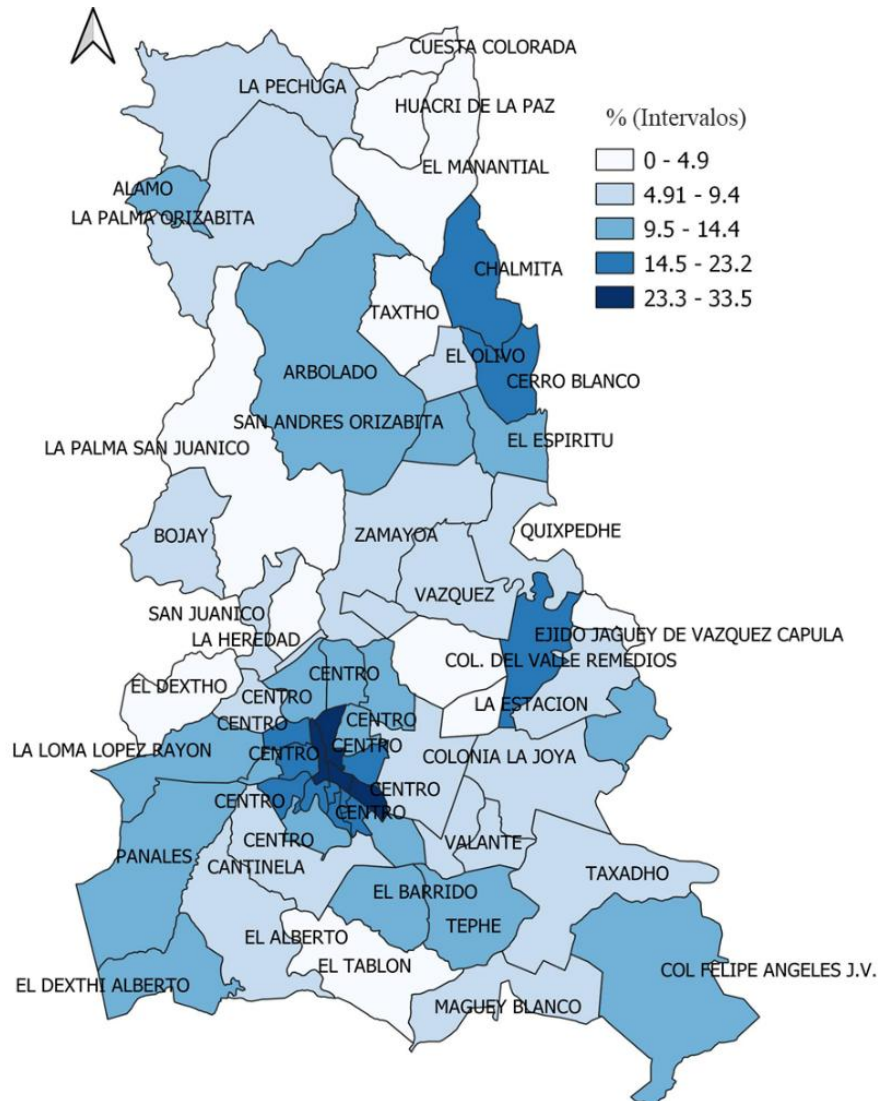 CUESTA COLORADA
LA PECHUGA
HUACRI DE LA PAZ
% (Intervalos)
0 - 4.9
4.91 - 9.4
9.5 - 14.4
14.5 - 23.2
23.3 - 33.5
EL MANANTIAL
ALAMO
LA PALMA ORIZABITA
CHALMITA
TAXTHO
EL OLIVO
ARBOLADO
CERRO BLANCO
SAN ANDRES ORIZABITA
EL ESPIRITU
LA PALMA SAN JUANICO
BOJAY
ZAMAYOA
QUIXPEDHE
VAZQUEZ
SAN JUANICO
LA HEREDAD
EJIDO JAGUEY DE VAZQUEZ CAPULA
COL. DEL VALLE REMEDIOS
CENTRO
EL DEXTHO
CENTRO
LA ESTACION
CENTRO
CENTRO
LA LOMA LOPEZ RAYON
CENTRO
CENTRO
COLONIA LA JOYA
CENTRO
CENTRO
CENTRO
CENTRO
VALANTE
PANALES
CANTINELA
TAXADHO
EL BARRIDO
TEPHE
EL ALBERTO
EL TABLON
COL FELIPE ANGELES J.V.
EL DEXTHI ALBERTO
MAGUEY BLANCO